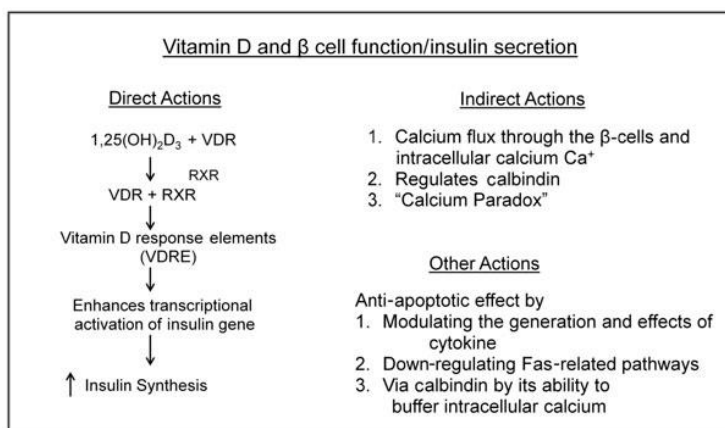 Vitamin D and β cell function/insulin secretion
Direct Actions
1,25(OH)₂D₃ + VDR
RXR
VDR + RXR
Vitamin D response elements
(VDRE)
Enhances transcriptional
activation of insulin gene
↑ Insulin Synthesis
Indirect Actions
1. Calcium flux through the β-cells and
intracellular calcium Ca⁺
2. Regulates calbindin
3. “Calcium Paradox”
Other Actions
Anti-apoptotic effect by
1. Modulating the generation and effects of
cytokine
2. Down-regulating Fas-related pathways
3. Via calbindin by its ability to
buffer intracellular calcium